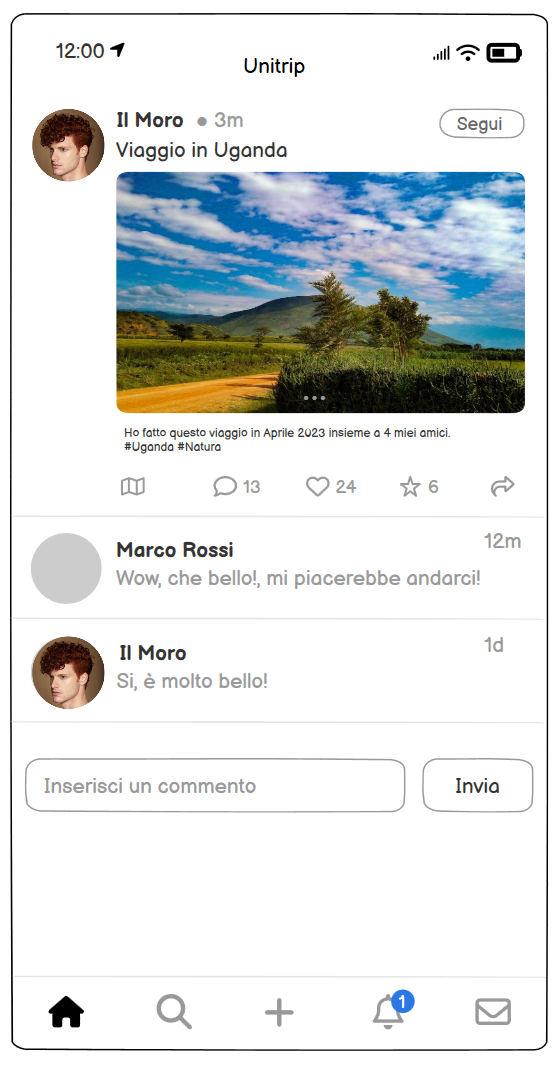 12:00
Unitrip
Il Moro ● 3m
Segui
Viaggio in Uganda
Ho fatto questo viaggio in Aprile 2023 insieme a 4 miei amici.
#Uganda #Natura
13 24 6
Marco Rossi 12m
Wow, che bello!, mi piacerebbe andarci!
Il Moro 1d
Si, è molto bello!
Inserisci un commento Invia
1